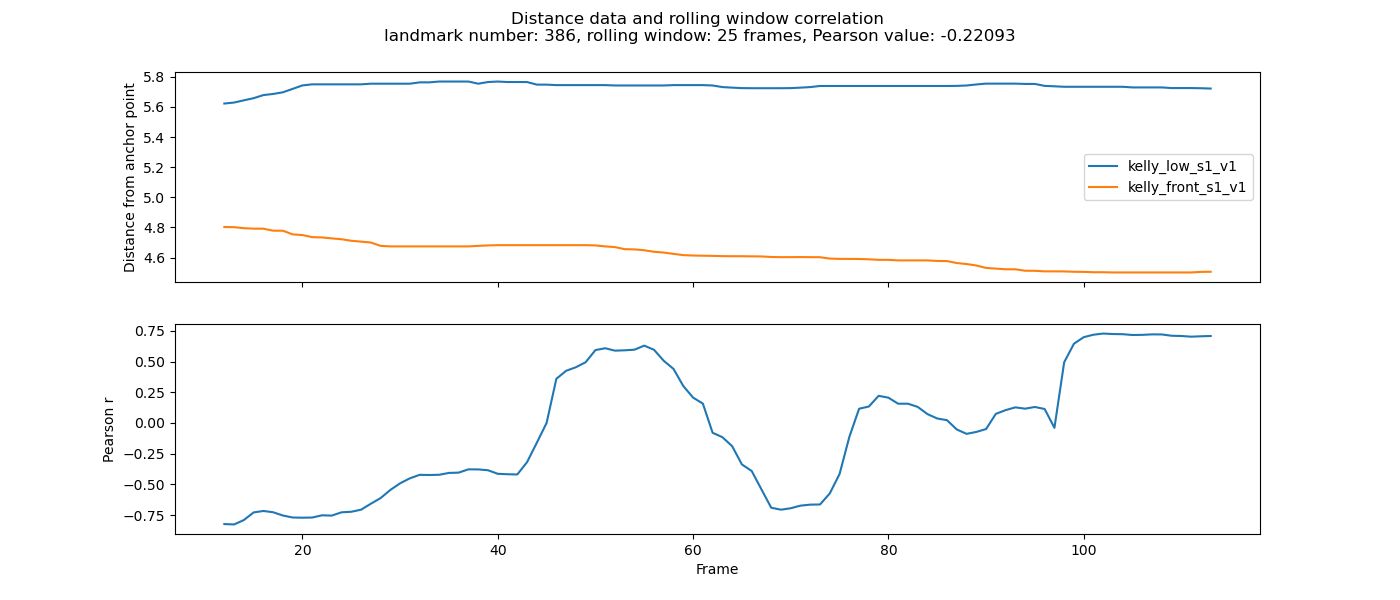 Distance data and rolling window correlation
landmark number: 386, rolling window: 25 frames, Pearson value: -0.22093
Distance from anchor point
5.8
5.6
5.4
5.2
5.0
4.8
4.6
kelly_low_s1_v1
kelly_front_s1_v1
Pearson r
0.75
0.50
0.25
0.00
−0.25
−0.50
−0.75
20 40 60 80 100
Frame